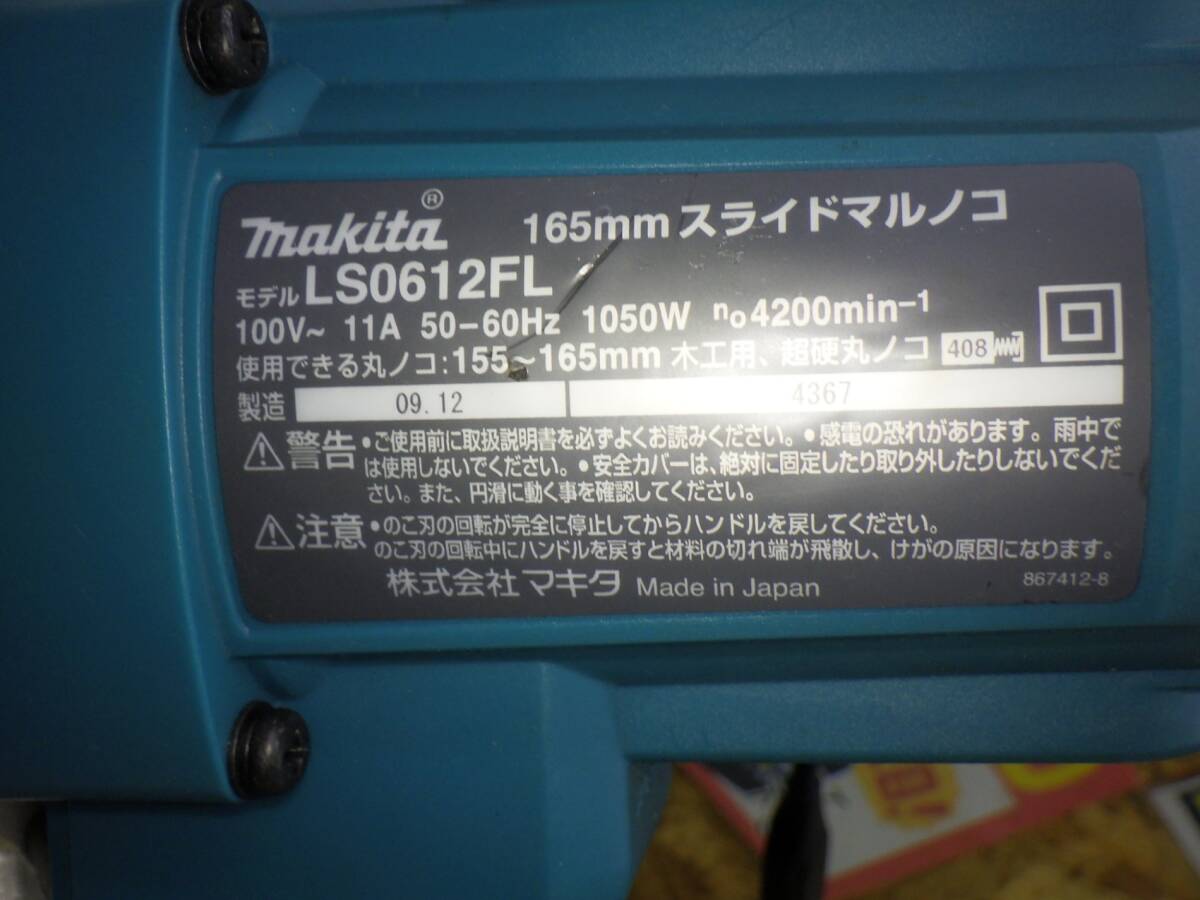 makita® 165mmスライドマルノコ
モデル LS0612FL
100V~ 11A 50-60Hz 1050W no4200min-1
使用できる丸ノコ:155~165mm 木工用、超硬丸ノコ 408
製造 09.12 4367
警告 •ご使用前に取扱説明書を必ずよくお読みください。•感電の恐れがあります。雨中で
は使用しないでください。•安全カバーは、絶対に固定したり取り外したりしないでくだ
さい。また、円滑に動く事を確認してください。
注意 •のこ刃の回転が完全に停止してからハンドルを戻してください。
のこ刃の回転中にハンドルを戻すと材料の切れ端が飛散し、けがの原因になります。
株式会社 マキタ Made in Japan 867412-8